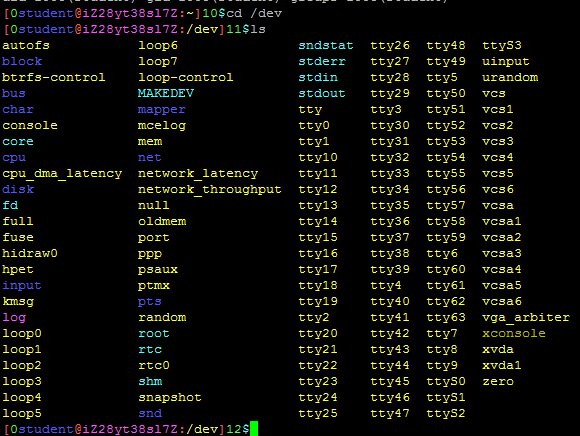 [0student@iZ28yt38sl7Z:~]10$cd /dev
[0student@iZ28yt38sl7Z:/dev]11$ls
autofs loop6 sndstat tty26 tty48 ttyS3
block loop7 stderr tty27 tty49 uinput
btrfs-control loop-control stdin tty28 tty5 urandom
bus MAKEDEV stdout tty29 tty50 vcs
char mapper tty tty3 tty51 vcs1
console mcelog tty0 tty30 tty52 vcs2
core mem tty1 tty31 tty53 vcs3
cpu net tty10 tty32 tty54 vcs4
cpu_dma_latency network_latency tty11 tty33 tty55 vcs5
disk network_throughput tty12 tty34 tty56 vcs6
fd null tty13 tty35 tty57 vcsa
full oldmem tty14 tty36 tty58 vcsa1
fuse port tty15 tty37 tty59 vcsa2
hidraw0 ppp tty16 tty38 tty6 vcsa3
hpet psaux tty17 tty39 tty60 vcsa4
input ptmx tty18 tty4 tty61 vcsa5
kmsg pts tty19 tty40 tty62 vcsa6
log random tty2 tty41 tty63 vga_arbiter
loop0 root tty20 tty42 tty7 xconsole
loop1 rtc tty21 tty43 tty8 xvda
loop2 rtc0 tty22 tty44 tty9 xvda1
loop3 shm tty23 tty45 ttyS0 zero
loop4 snapshot tty24 tty46 ttyS1
loop5 snd tty25 tty47 ttyS2
[0student@iZ28yt38sl7Z:/dev]12$